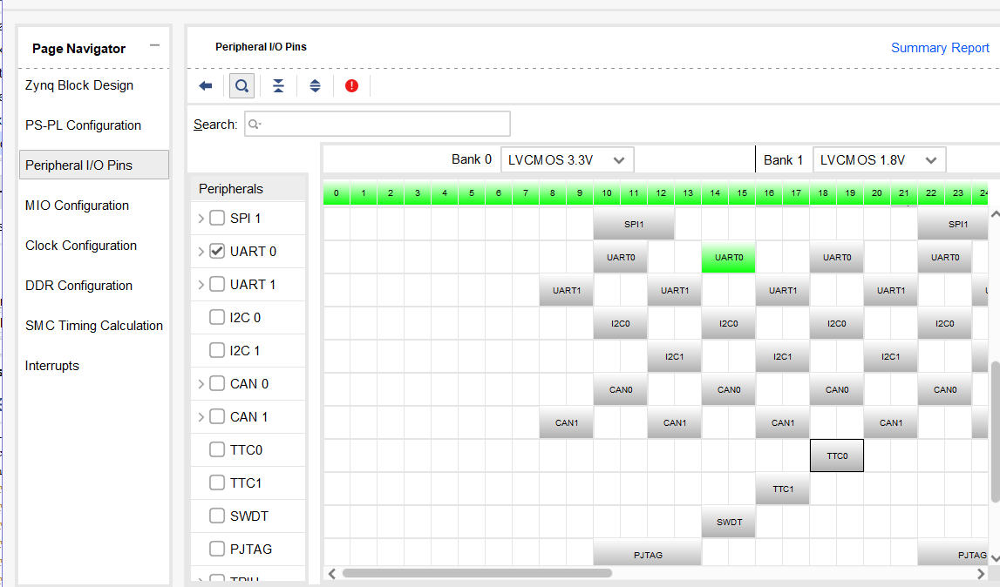 Page Navigator
Zynq Block Design
PS-PL Configuration
Peripheral I/O Pins
MIO Configuration
Clock Configuration
DDR Configuration
SMC Timing Calculation
Interrupts
Peripheral I/O Pins
Summary Report
Search:
Bank 0 LVCMOS 3.3V Bank 1 LVCMOS 1.8V
Peripherals 0 1 2 3 4 5 6 7 8 9 10 11 12 13 14 15 16 17 18 19 20 21 22 23 24
SPI 1 SPI1 SPI1
UART 0 UART0 UART0 UART0 UART0
UART 1 UART1 UART1 UART1 UART1
I2C 0 I2C0 I2C0 I2C0 I2C0
I2C 1 I2C1 I2C1 I2C1
CAN 0 CAN0 CAN0 CAN0 CAN0
CAN 1 CAN1 CAN1 CAN1 CAN1
TTC0 TTC0
TTC1 TTC1
SWDT SWDT
PJTAG PJTAG PJTAG